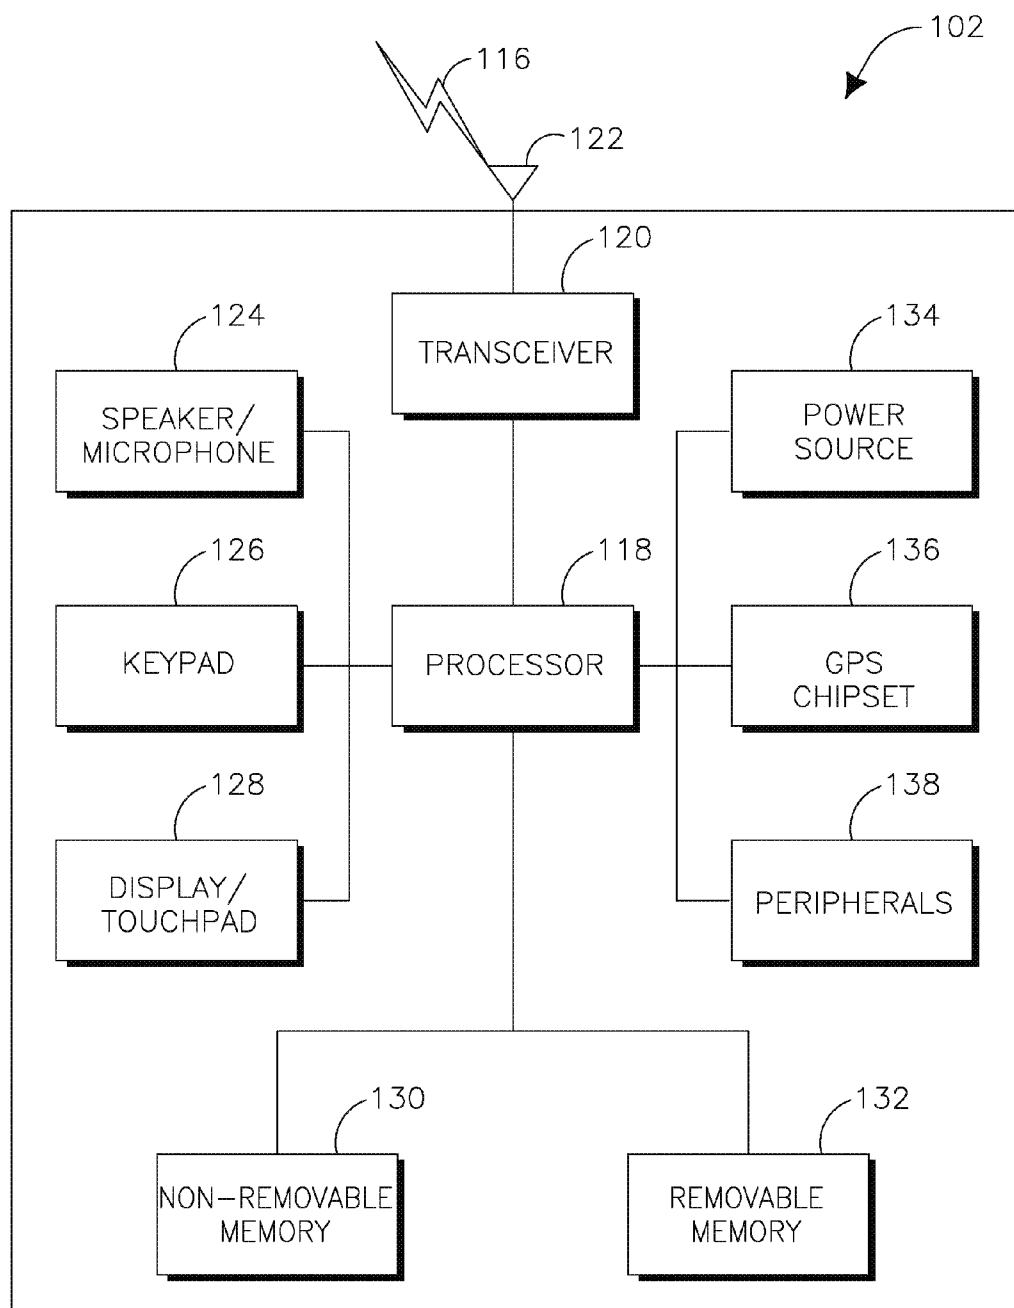 102
116
122
120
TRANSCEIVER
124
SPEAKER/
MICROPHONE
134
POWER
SOURCE
126
KEYPAD
118
PROCESSOR
136
GPS
CHIPSET
128
DISPLAY/
TOUCHPAD
138
PERIPHERALS
130
NON-REMOVABLE
MEMORY
132
REMOVABLE
MEMORY